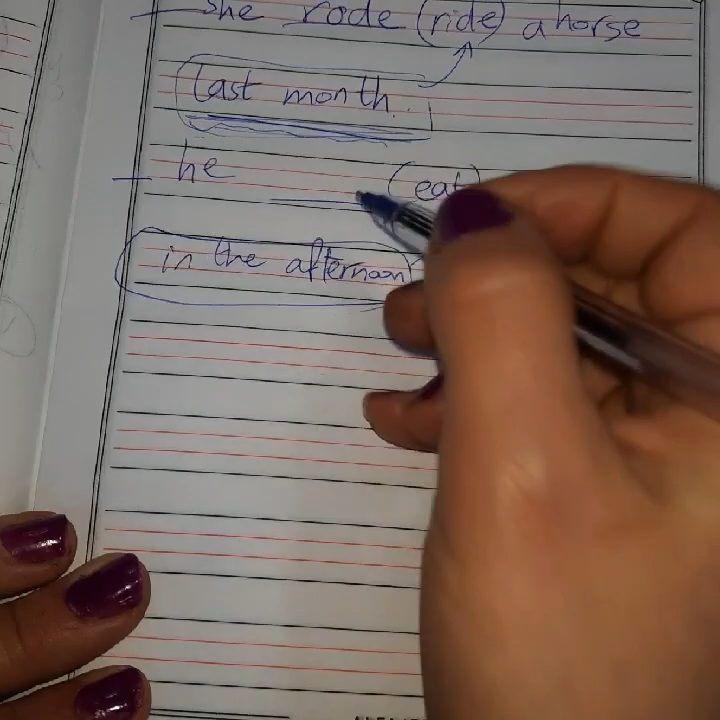 she rode (ride) a horse
last month..
he (eat)
in the afternoon